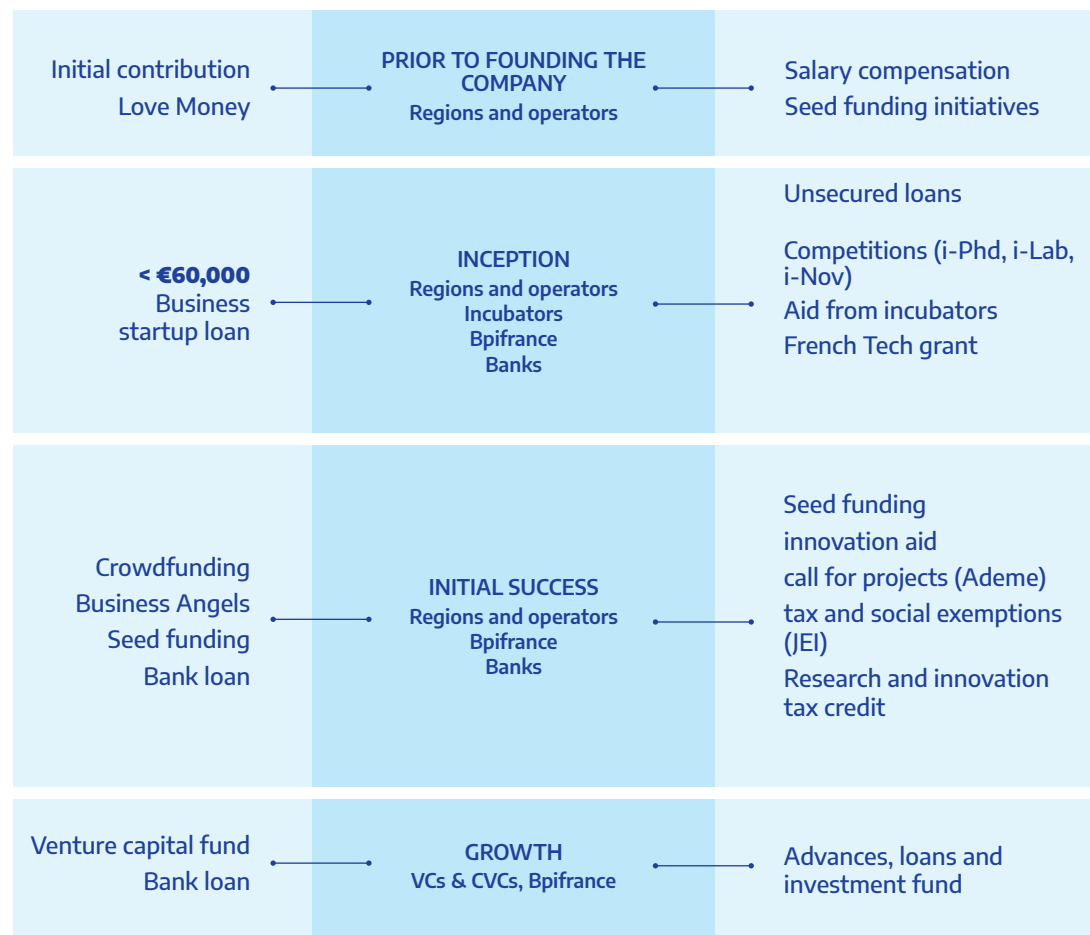 Initial contribution
Love Money
PRIOR TO FOUNDING THE
COMPANY
Regions and operators
Salary compensation
Seed funding initiatives
< €60,000
Business
startup loan
INCEPTION
Regions and operators
Incubators
Bpifrance
Banks
Unsecured loans
Competitions (i-Phd, i-Lab,
i-Nov)
Aid from incubators
French Tech grant
Crowdfunding
Business Angels
Seed funding
Bank loan
INITIAL SUCCESS
Regions and operators
Bpifrance
Banks
Seed funding
innovation aid
call for projects (Ademe)
tax and social exemptions
(JEI)
Research and innovation
tax credit
Venture capital fund
Bank loan
GROWTH
VCs & CVCs, Bpifrance
Advances, loans and
investment fund